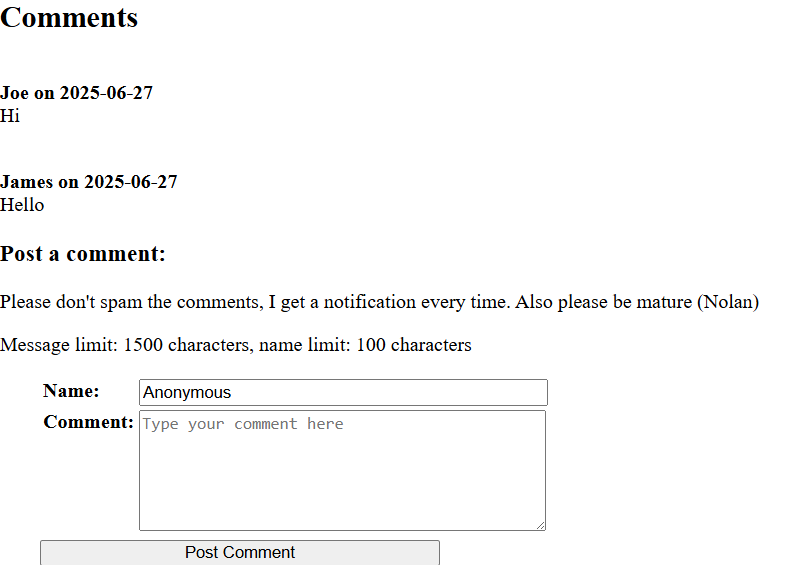 Comments
Joe on 2025-06-27
Hi
James on 2025-06-27
Hello
Post a comment:
Please don't spam the comments, I get a notification every time. Also please be mature (Nolan)
Message limit: 1500 characters, name limit: 100 characters
Name: Anonymous
Comment: Type your comment here
Post Comment